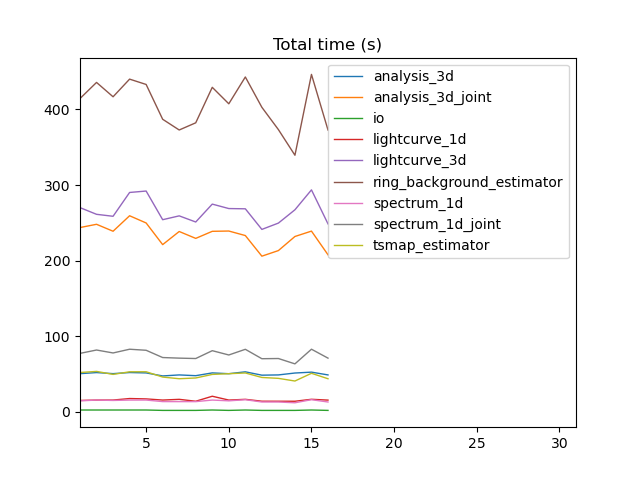 Total time (s)
analysis_3d
analysis_3d_joint
io
lightcurve_1d
lightcurve_3d
ring_background_estimator
spectrum_1d
spectrum_1d_joint
tsmap_estimator
400
300
200
100
0
5 10 15 20 25 30